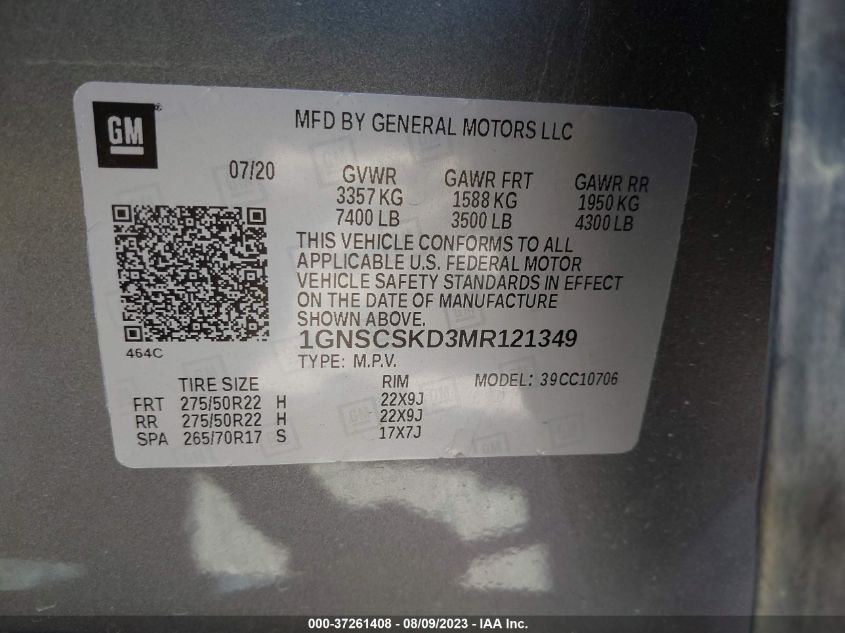 GM
MFD BY GENERAL MOTORS LLC
07/20 GVWR GAWR FRT GAWR RR
3357 KG 1588 KG 1950 KG
7400 LB 3500 LB 4300 LB
THIS VEHICLE CONFORMS TO ALL
APPLICABLE U.S. FEDERAL MOTOR
VEHICLE SAFETY STANDARDS IN EFFECT
ON THE DATE OF MANUFACTURE
SHOWN ABOVE.
1GNSCSKD3MR121349
464C
TYPE: M.P.V.
TIRE SIZE RIM MODEL: 39CC10706
FRT 275/50R22 H 22X9J
RR 275/50R22 H 22X9J
SPA 265/70R17 S 17X7J
000-37261408 - 08/09/2023 - IAA Inc.